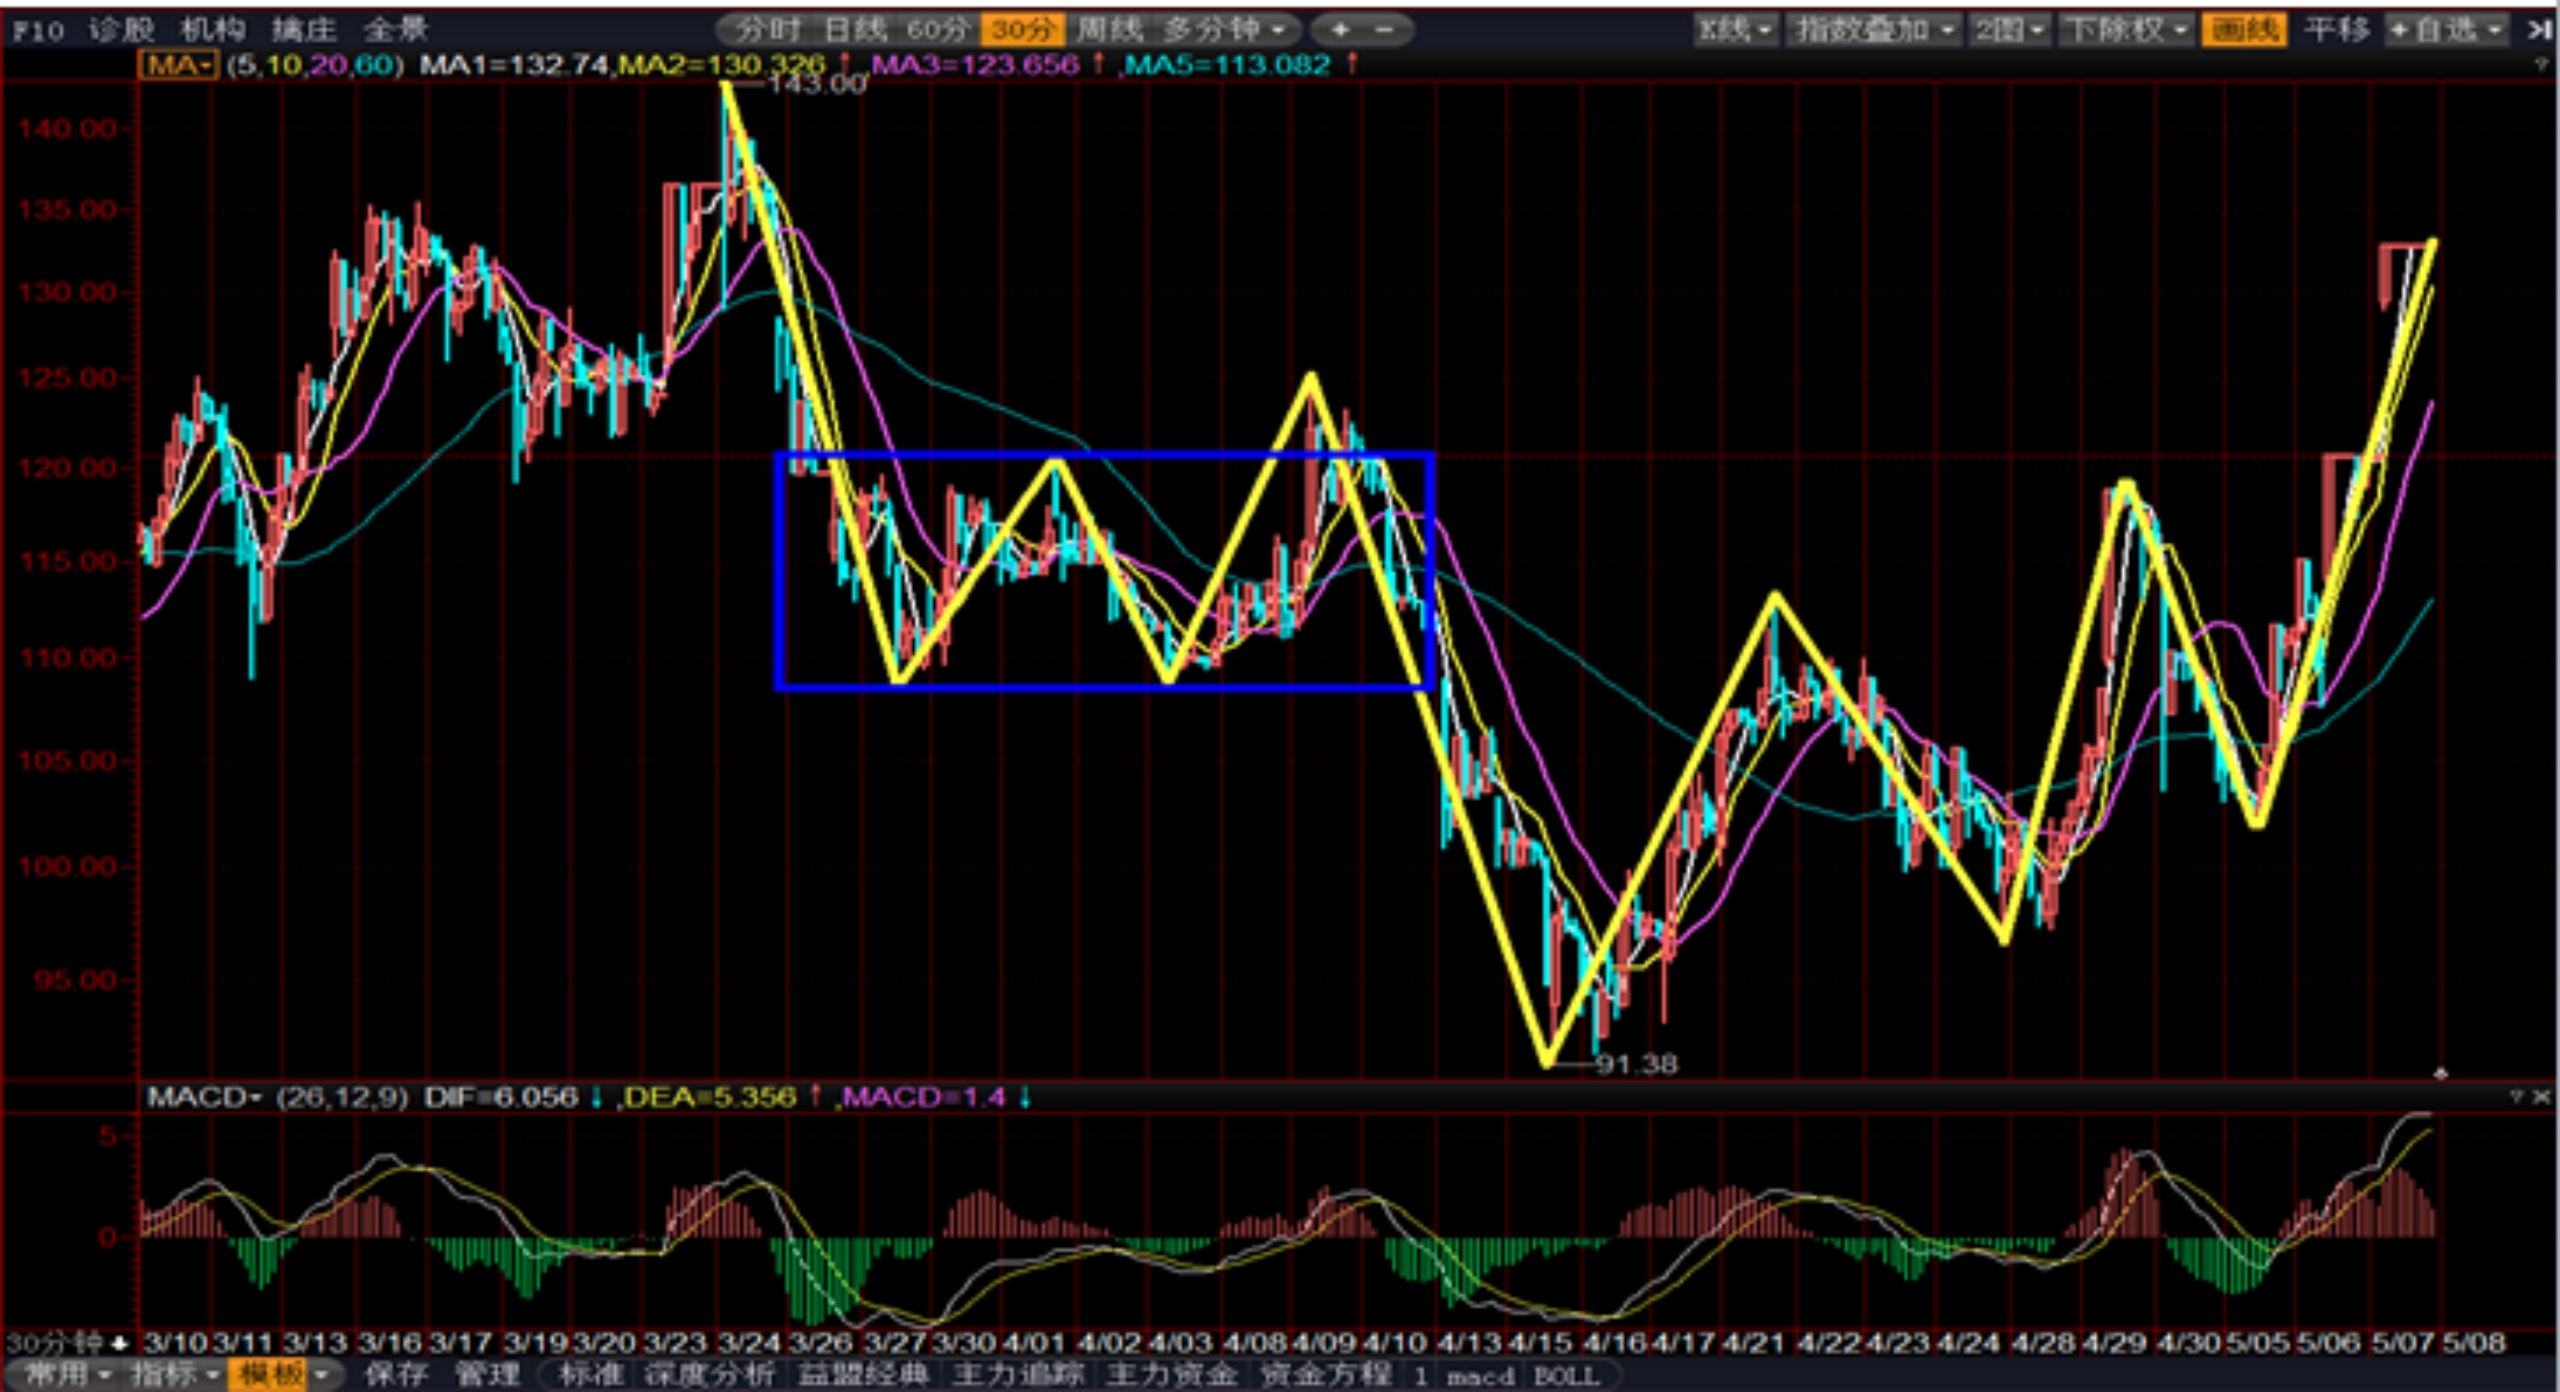 F10 诊股 机构 擒庄 全景 分时 日线 60分 30分 周线 多分钟 + - K线 指数叠加 2图 下除权 画线 平移 +自选
MA (5,10,20,60) MA1=132.74,MA2=130.326↑,MA3=123.656↑,MA5=113.082↑ ?
143.00
140.00
135.00
130.00
125.00
120.00
115.00
110.00
105.00
100.00
95.00
91.38
MACD (26,12,9) DIF=6.056↓,DEA=5.356↑,MACD=1.4↓ ? ×
5
0
30分钟 3/10 3/11 3/13 3/16 3/17 3/19 3/20 3/23 3/24 3/26 3/27 3/30 4/01 4/02 4/03 4/08 4/09 4/10 4/13 4/15 4/16 4/17 4/21 4/22 4/24 4/28 4/29 4/30 5/05 5/06 5/07 5/08
常用 指标 模板 保存 管理 标准 深度分析 益盟经典 主力追踪 主力资金 资金方程 1 macd BOLL